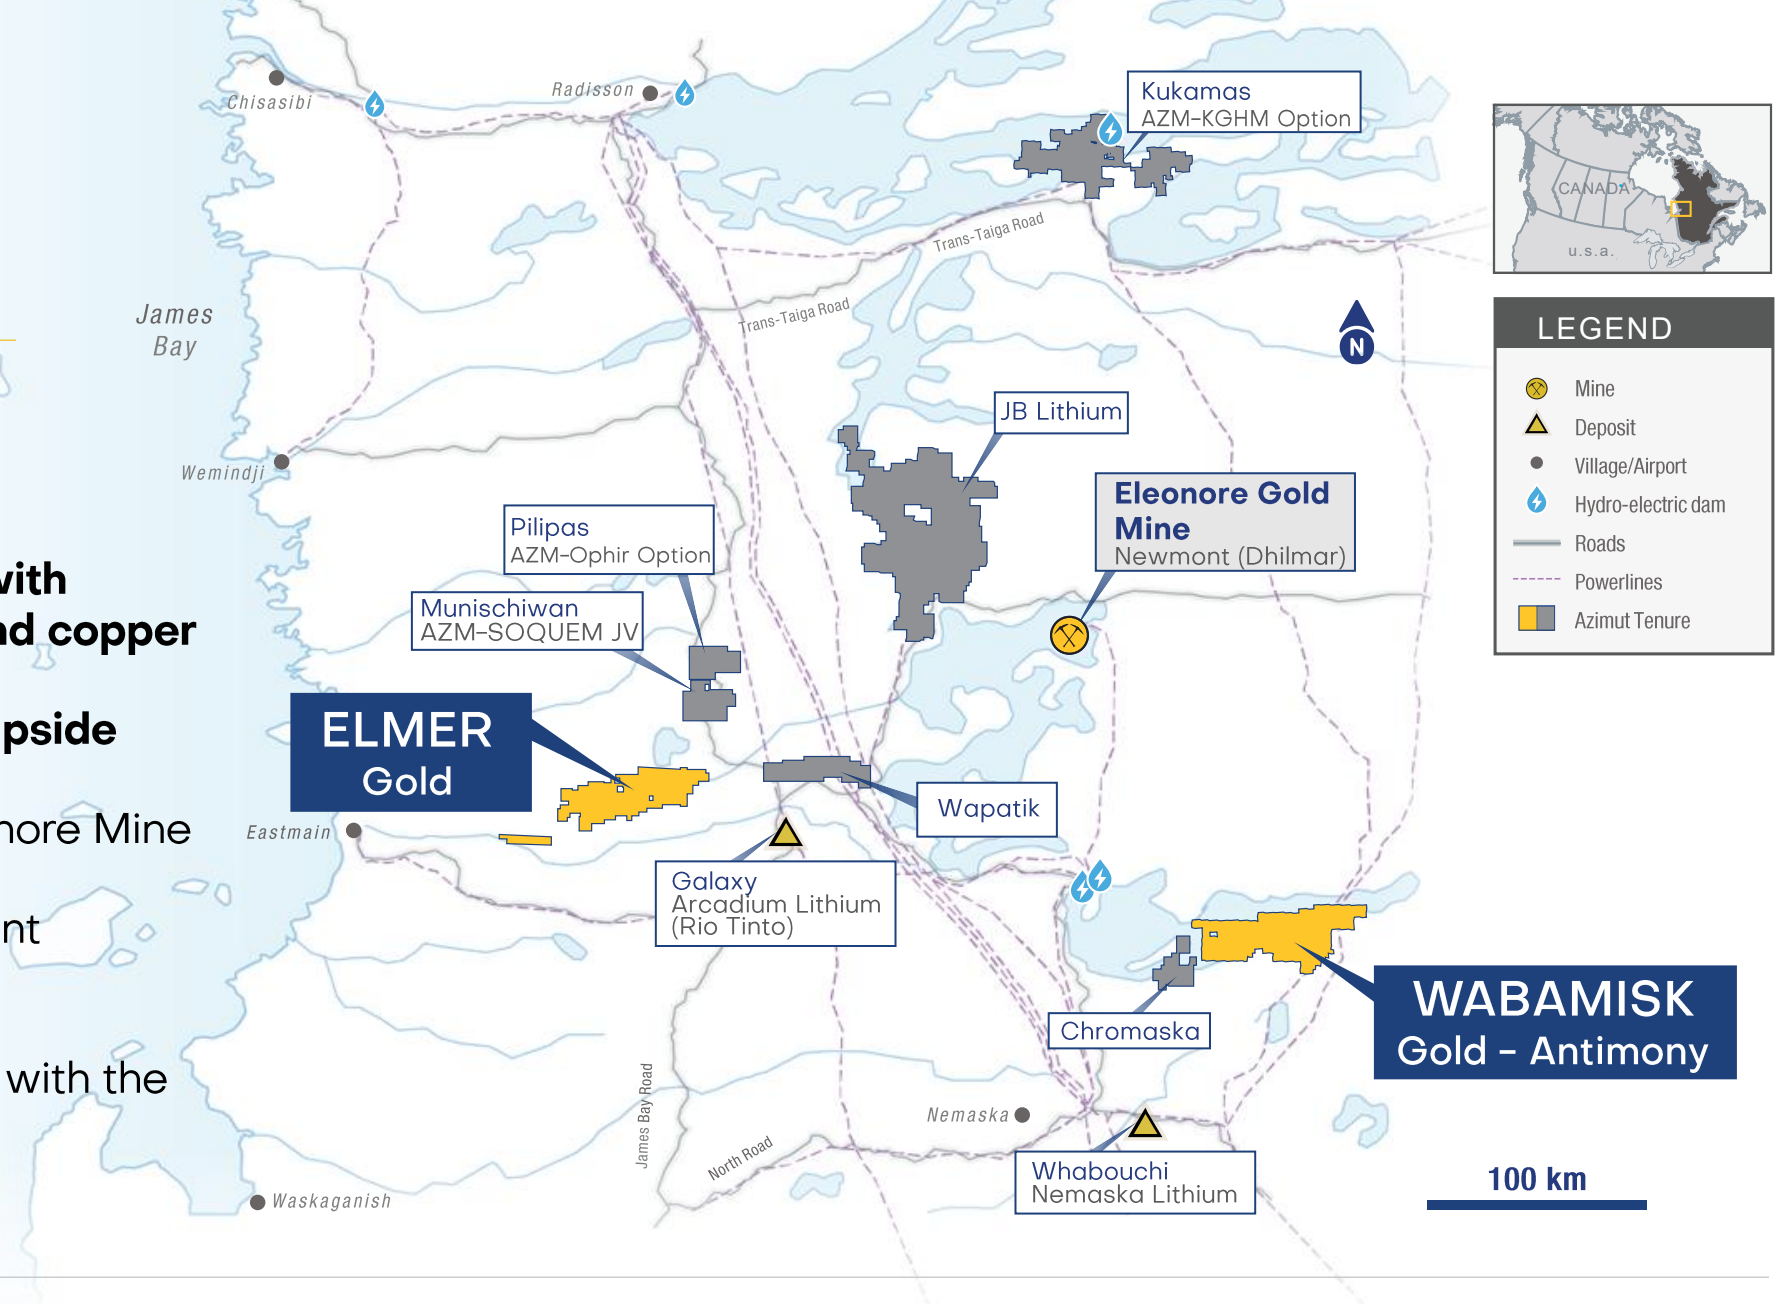 Chisasibi
Radisson
Kukamas
AZM-KGHM Option
CANADA
u.s.a.
Trans-Taiga Road
Trans-Taiga Road
James
Bay
N
LEGEND
Mine
Deposit
Village/Airport
Hydro-electric dam
Roads
Powerlines
Azimut Tenure
JB Lithium
Wemindji
Eleonore Gold
Mine
Newmont (Dhilmar)
Pilipas
AZM-Ophir Option
Munischiwan
AZM-SOQUEM JV
with
nd copper
pside
ELMER
Gold
Wapatik
nore Mine
Eastmain
Galaxy
Arcadium Lithium
(Rio Tinto)
nt
WABAMISK
Gold - Antimony
Chromaska
with the
James Bay Road
Nemaska
North Road
Whabouchi
Nemaska Lithium
100 km
Waskaganish